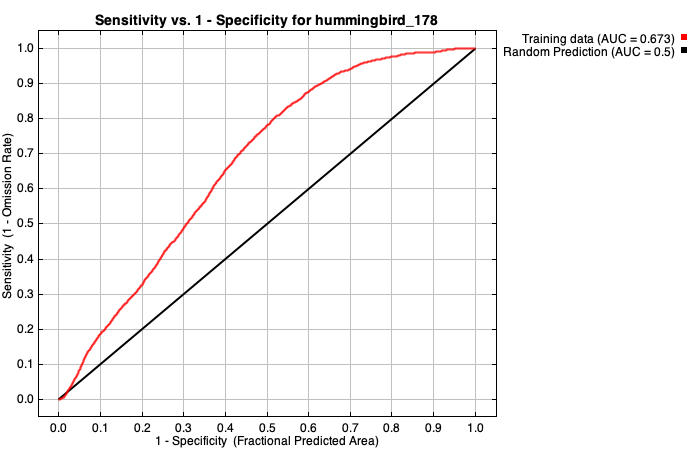 Sensitivity vs. 1 - Specificity for hummingbird_178
Training data (AUC = 0.673)
Random Prediction (AUC = 0.5)
Sensitivity (1 - Omission Rate)
1.0
0.9
0.8
0.7
0.6
0.5
0.4
0.3
0.2
0.1
0.0
0.0 0.1 0.2 0.3 0.4 0.5 0.6 0.7 0.8 0.9 1.0
1 - Specificity (Fractional Predicted Area)